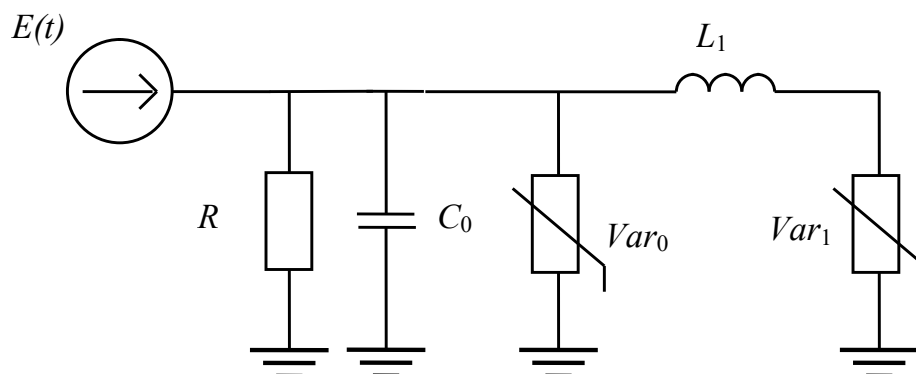 E(t)
L₁
R
C₀
Var₀
Var₁